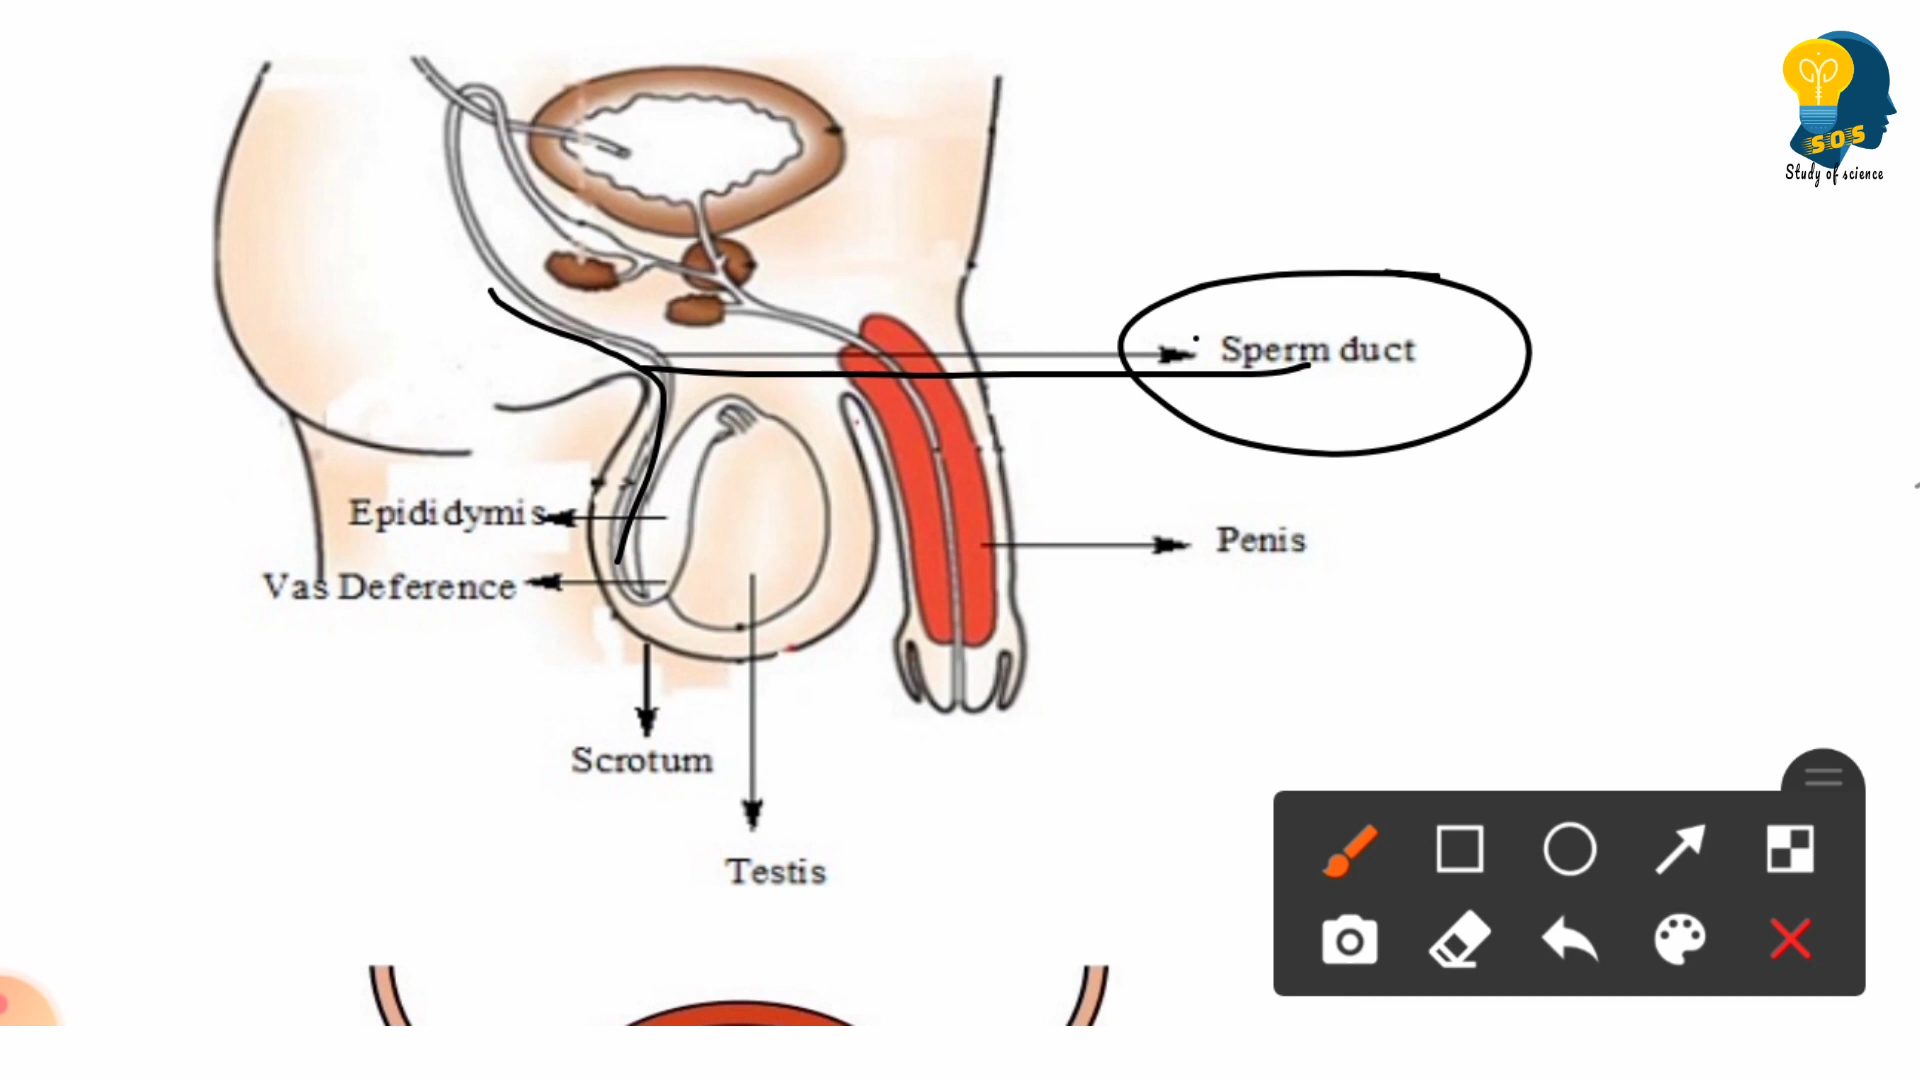 SOS
Study of science
Sperm duct
Epididymis
Penis
Vas Deference
Scrotum
Testis